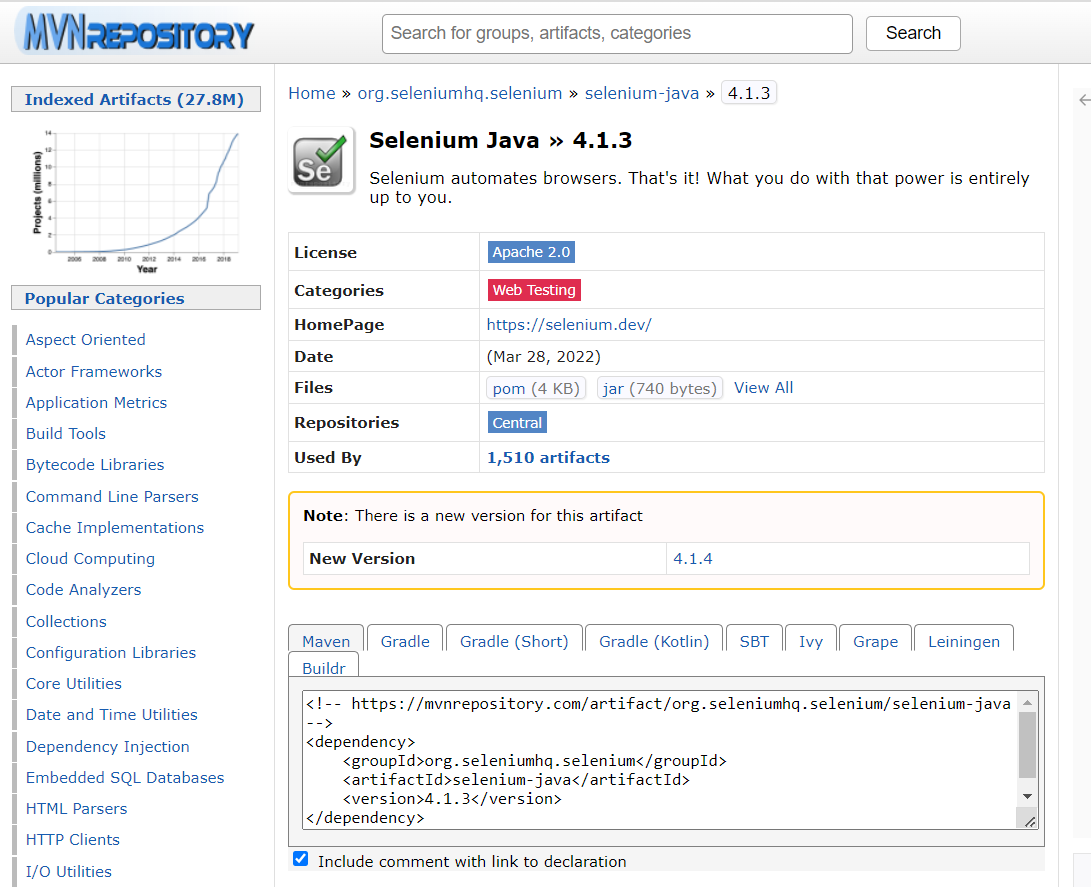 MVNREPOSITORY
Search for groups, artifacts, categories
Search
Indexed Artifacts (27.8M)
Projects (millions)
14
12
10
8
6
4
2
0
2006 2008 2010 2012 2014 2016 2018
Year
Popular Categories
Aspect Oriented
Actor Frameworks
Application Metrics
Build Tools
Bytecode Libraries
Command Line Parsers
Cache Implementations
Cloud Computing
Code Analyzers
Collections
Configuration Libraries
Core Utilities
Date and Time Utilities
Dependency Injection
Embedded SQL Databases
HTML Parsers
HTTP Clients
I/O Utilities
Home » org.seleniumhq.selenium » selenium-java » 4.1.3
Se
Selenium Java » 4.1.3
Selenium automates browsers. That's it! What you do with that power is entirely
up to you.
License Apache 2.0
Categories Web Testing
HomePage https://selenium.dev/
Date (Mar 28, 2022)
Files pom (4 KB) jar (740 bytes) View All
Repositories Central
Used By 1,510 artifacts
Note: There is a new version for this artifact
New Version 4.1.4
Maven Gradle Gradle (Short) Gradle (Kotlin) SBT Ivy Grape Leiningen
Buildr
<!-- https://mvnrepository.com/artifact/org.seleniumhq.selenium/selenium-java
-->
<dependency>
    <groupId>org.seleniumhq.selenium</groupId>
    <artifactId>selenium-java</artifactId>
    <version>4.1.3</version>
</dependency>
Include comment with link to declaration